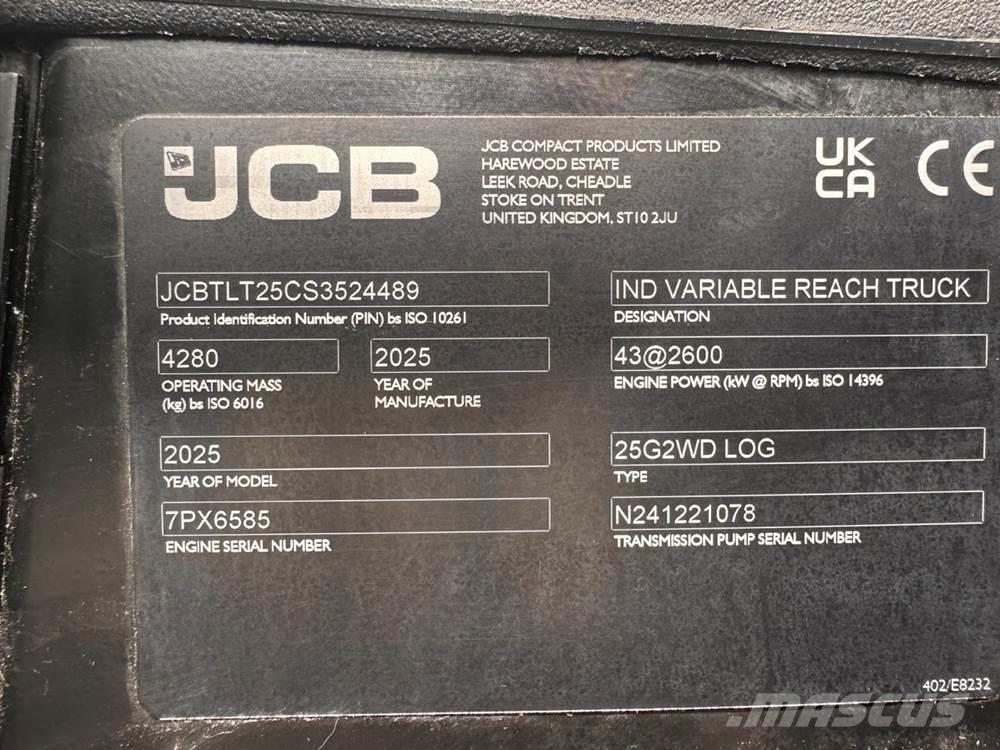 JCB
JCB COMPACT PRODUCTS LIMITED
HAREWOOD ESTATE
LEEK ROAD, CHEADLE
STOKE ON TRENT
UNITED KINGDOM, ST10 2JU
UK
CA
CE
JCBTLT25CS3524489
Product Identification Number (PIN) bs ISO 10261
IND VARIABLE REACH TRUCK
DESIGNATION
4280
OPERATING MASS
(kg) bs ISO 6016
2025
YEAR OF
MANUFACTURE
43@2600
ENGINE POWER (kW @ RPM) bs ISO 14396
2025
YEAR OF MODEL
25G2WD LOG
TYPE
7PX6585
ENGINE SERIAL NUMBER
N241221078
TRANSMISSION PUMP SERIAL NUMBER
402/E8232
MASCUS